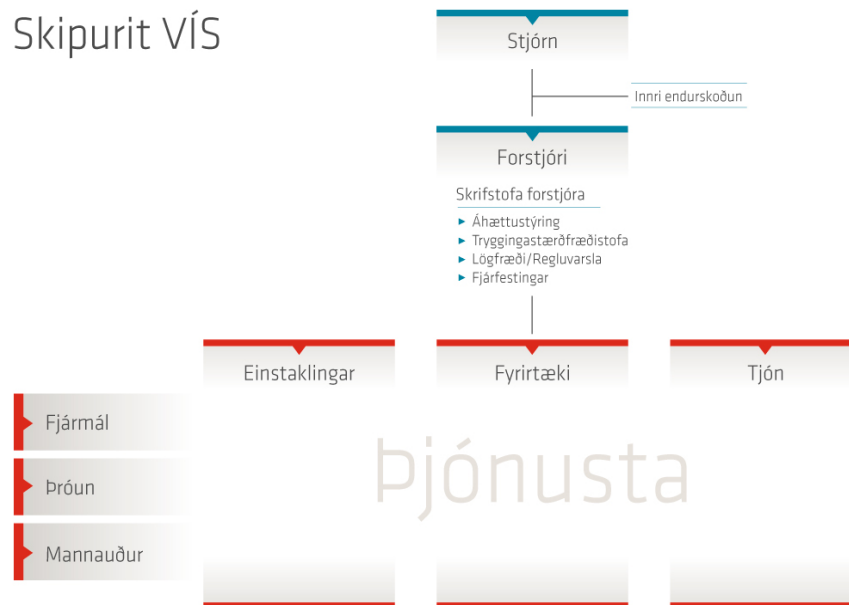 Skipurit VÍS
Stjórn
Innri endurskoðun
Forstjóri
Skrifstofa forstjóra
Áhættustýring
Tryggingastærðfræðistofa
Lögfræði/Regluvarsla
Fjárfestingar
Einstaklingar
Fyrirtæki
Tjón
Fjármál
Þróun
Mannauður
Þjónusta